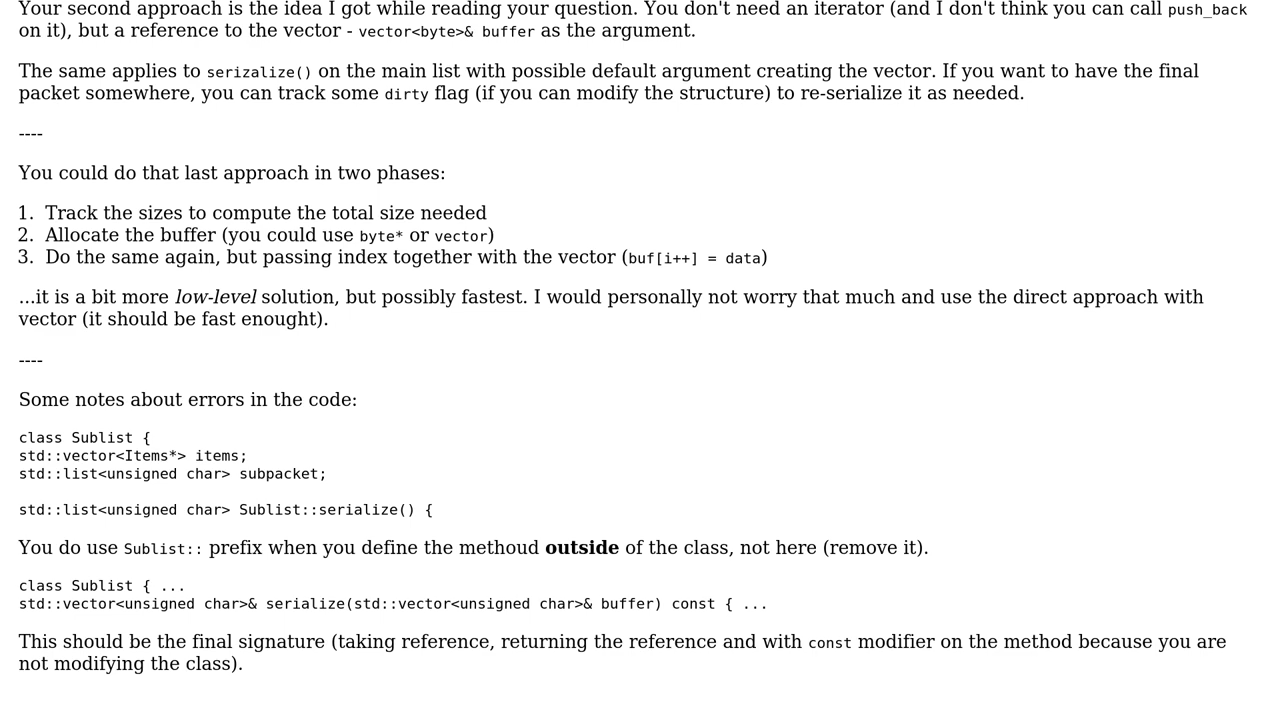 Your second approach is the idea I got while reading your question. You don't need an iterator (and I don't think you can call push_back
on it), but a reference to the vector - vector<byte>& buffer as the argument.
The same applies to serizalize() on the main list with possible default argument creating the vector. If you want to have the final
packet somewhere, you can track some dirty flag (if you can modify the structure) to re-serialize it as needed.
----
You could do that last approach in two phases:
1. Track the sizes to compute the total size needed
2. Allocate the buffer (you could use byte* or vector)
3. Do the same again, but passing index together with the vector (buf[i++] = data)
...it is a bit more low-level solution, but possibly fastest. I would personally not worry that much and use the direct approach with
vector (it should be fast enought).
----
Some notes about errors in the code:
class Sublist {
std::vector<Items*> items;
std::list<unsigned char> subpacket;
std::list<unsigned char> Sublist::serialize() {
You do use Sublist:: prefix when you define the methoud outside of the class, not here (remove it).
class Sublist { ...
std::vector<unsigned char>& serialize(std::vector<unsigned char>& buffer) const { ...
This should be the final signature (taking reference, returning the reference and with const modifier on the method because you are
not modifying the class).